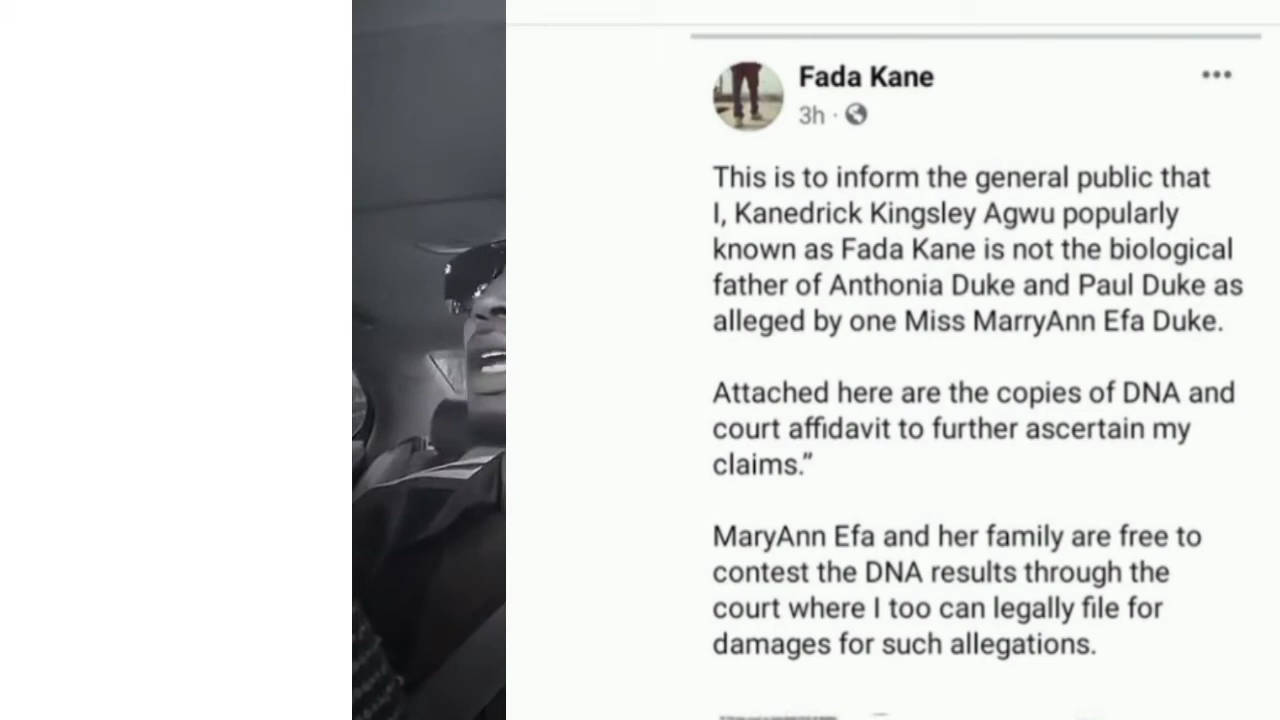 Fada Kane
3h ·
This is to inform the general public that
I, Kanedrick Kingsley Agwu popularly
known as Fada Kane is not the biological
father of Anthonia Duke and Paul Duke as
alleged by one Miss MarryAnn Efa Duke.
Attached here are the copies of DNA and
court affidavit to further ascertain my
claims.”
MaryAnn Efa and her family are free to
contest the DNA results through the
court where I too can legally file for
damages for such allegations.